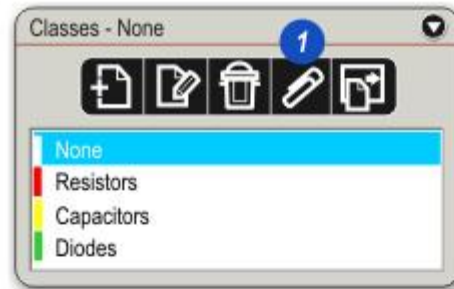 Classes - None
1
None
Resistors
Capacitors
Diodes